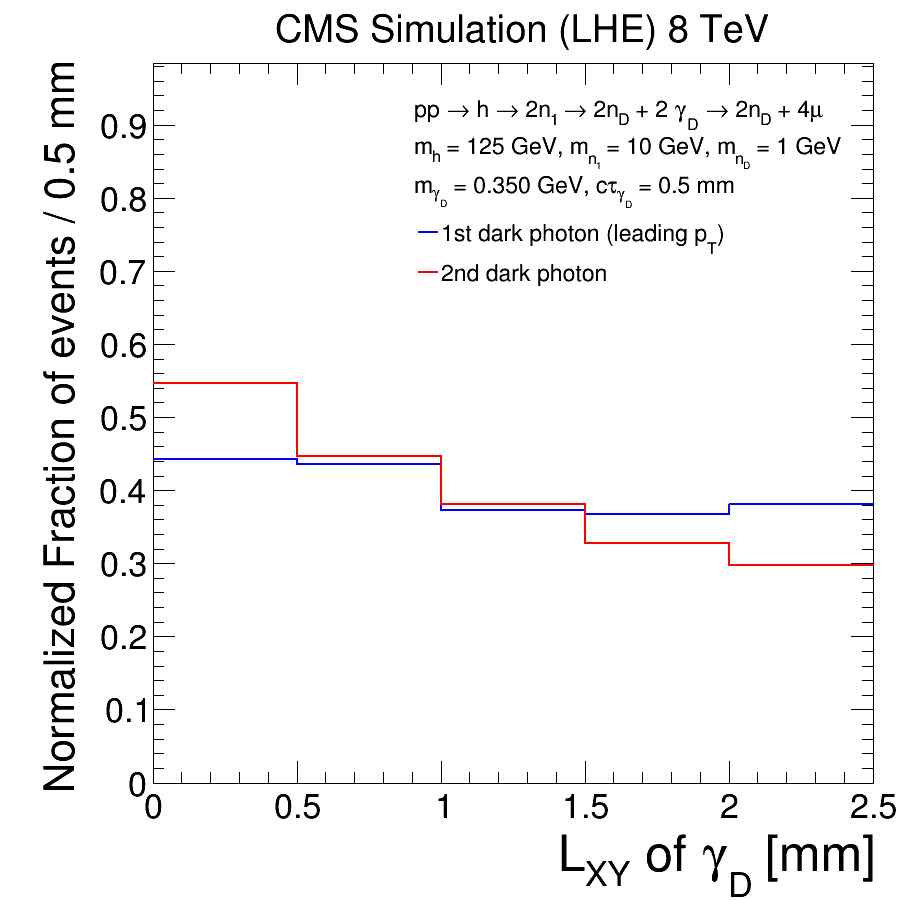 CMS Simulation (LHE) 8 TeV
Normalized Fraction of events / 0.5 mm
pp → h → 2n1 → 2nD + 2 γD → 2nD + 4μ
mh = 125 GeV, mn1 = 10 GeV, mnD = 1 GeV
mγD = 0.350 GeV, cτγD = 0.5 mm
1st dark photon (leading pT)
2nd dark photon
0.9
0.8
0.7
0.6
0.5
0.4
0.3
0.2
0.1
0
0 0.5 1 1.5 2 2.5
LXY of γD [mm]